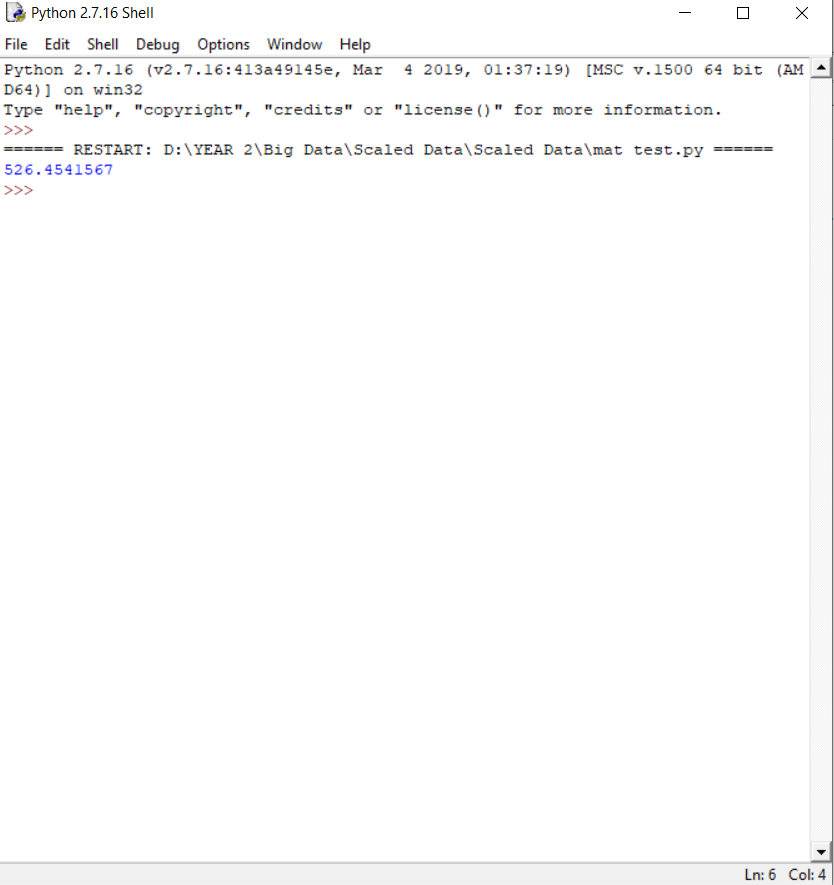 Python 2.7.16 Shell
File Edit Shell Debug Options Window Help
Python 2.7.16 (v2.7.16:413a49145e, Mar  4 2019, 01:37:19) [MSC v.1500 64 bit (AM
D64)] on win32
Type "help", "copyright", "credits" or "license()" for more information.
>>>
====== RESTART: D:\YEAR 2\Big Data\Scaled Data\Scaled Data\mat test.py ======
526.4541567
>>>
Ln: 6 Col: 4